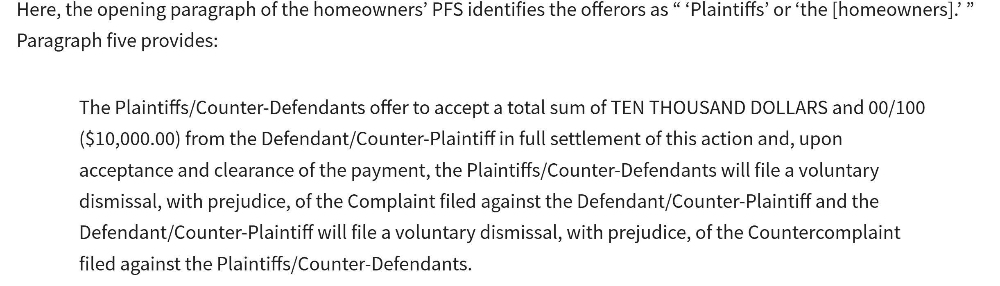 Here, the opening paragraph of the homeowners’ PFS identifies the offerors as “ ‘Plaintiffs’ or ‘the [homeowners].’ ”
Paragraph five provides:
The Plaintiffs/Counter-Defendants offer to accept a total sum of TEN THOUSAND DOLLARS and 00/100
($10,000.00) from the Defendant/Counter-Plaintiff in full settlement of this action and, upon
acceptance and clearance of the payment, the Plaintiffs/Counter-Defendants will file a voluntary
dismissal, with prejudice, of the Complaint filed against the Defendant/Counter-Plaintiff and the
Defendant/Counter-Plaintiff will file a voluntary dismissal, with prejudice, of the Countercomplaint
filed against the Plaintiffs/Counter-Defendants.